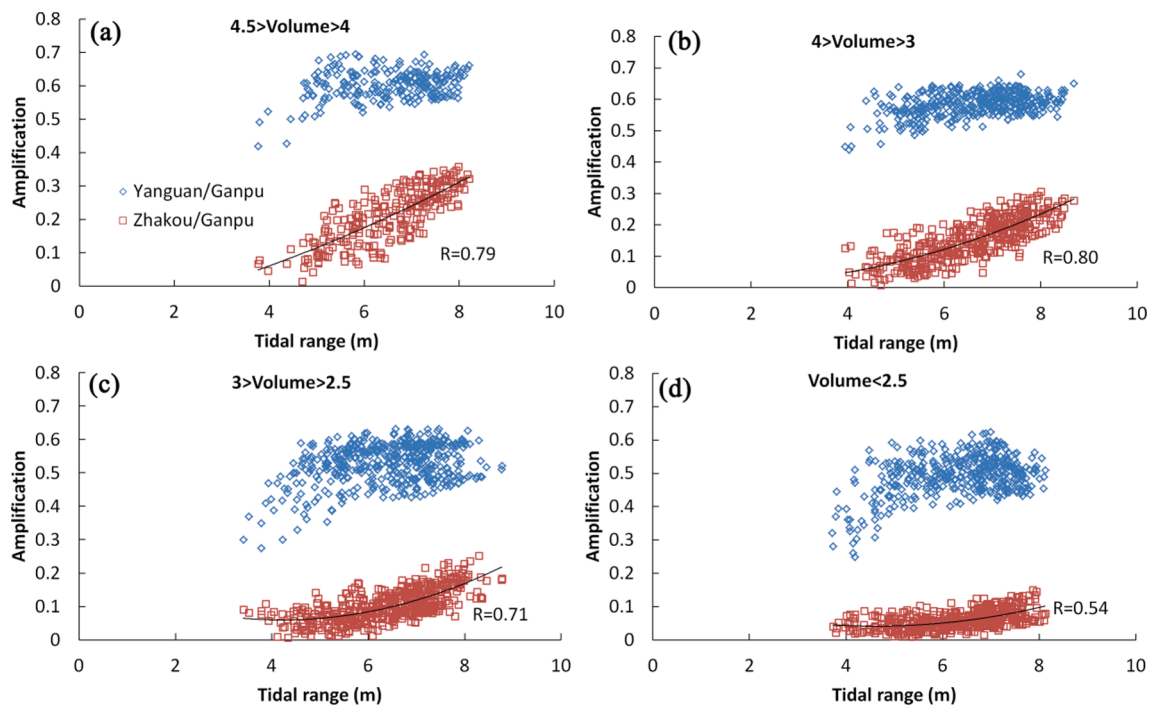 (a)
4.5>Volume>4
0.8
0.7
0.6
0.5
0.4
0.3
0.2
0.1
0
Amplification
Yanguan/Ganpu
Zhakou/Ganpu
R=0.79
0 2 4 6 8 10
Tidal range (m)
(b)
4>Volume>3
0.8
0.7
0.6
0.5
0.4
0.3
0.2
0.1
0
Amplification
R=0.80
0 2 4 6 8 10
Tidal range (m)
(c)
3>Volume>2.5
0.8
0.7
0.6
0.5
0.4
0.3
0.2
0.1
0
Amplification
R=0.71
0 2 4 6 8 10
Tidal range (m)
(d)
Volume<2.5
0.8
0.7
0.6
0.5
0.4
0.3
0.2
0.1
0
Amplification
R=0.54
0 2 4 6 8 10
Tidal range (m)